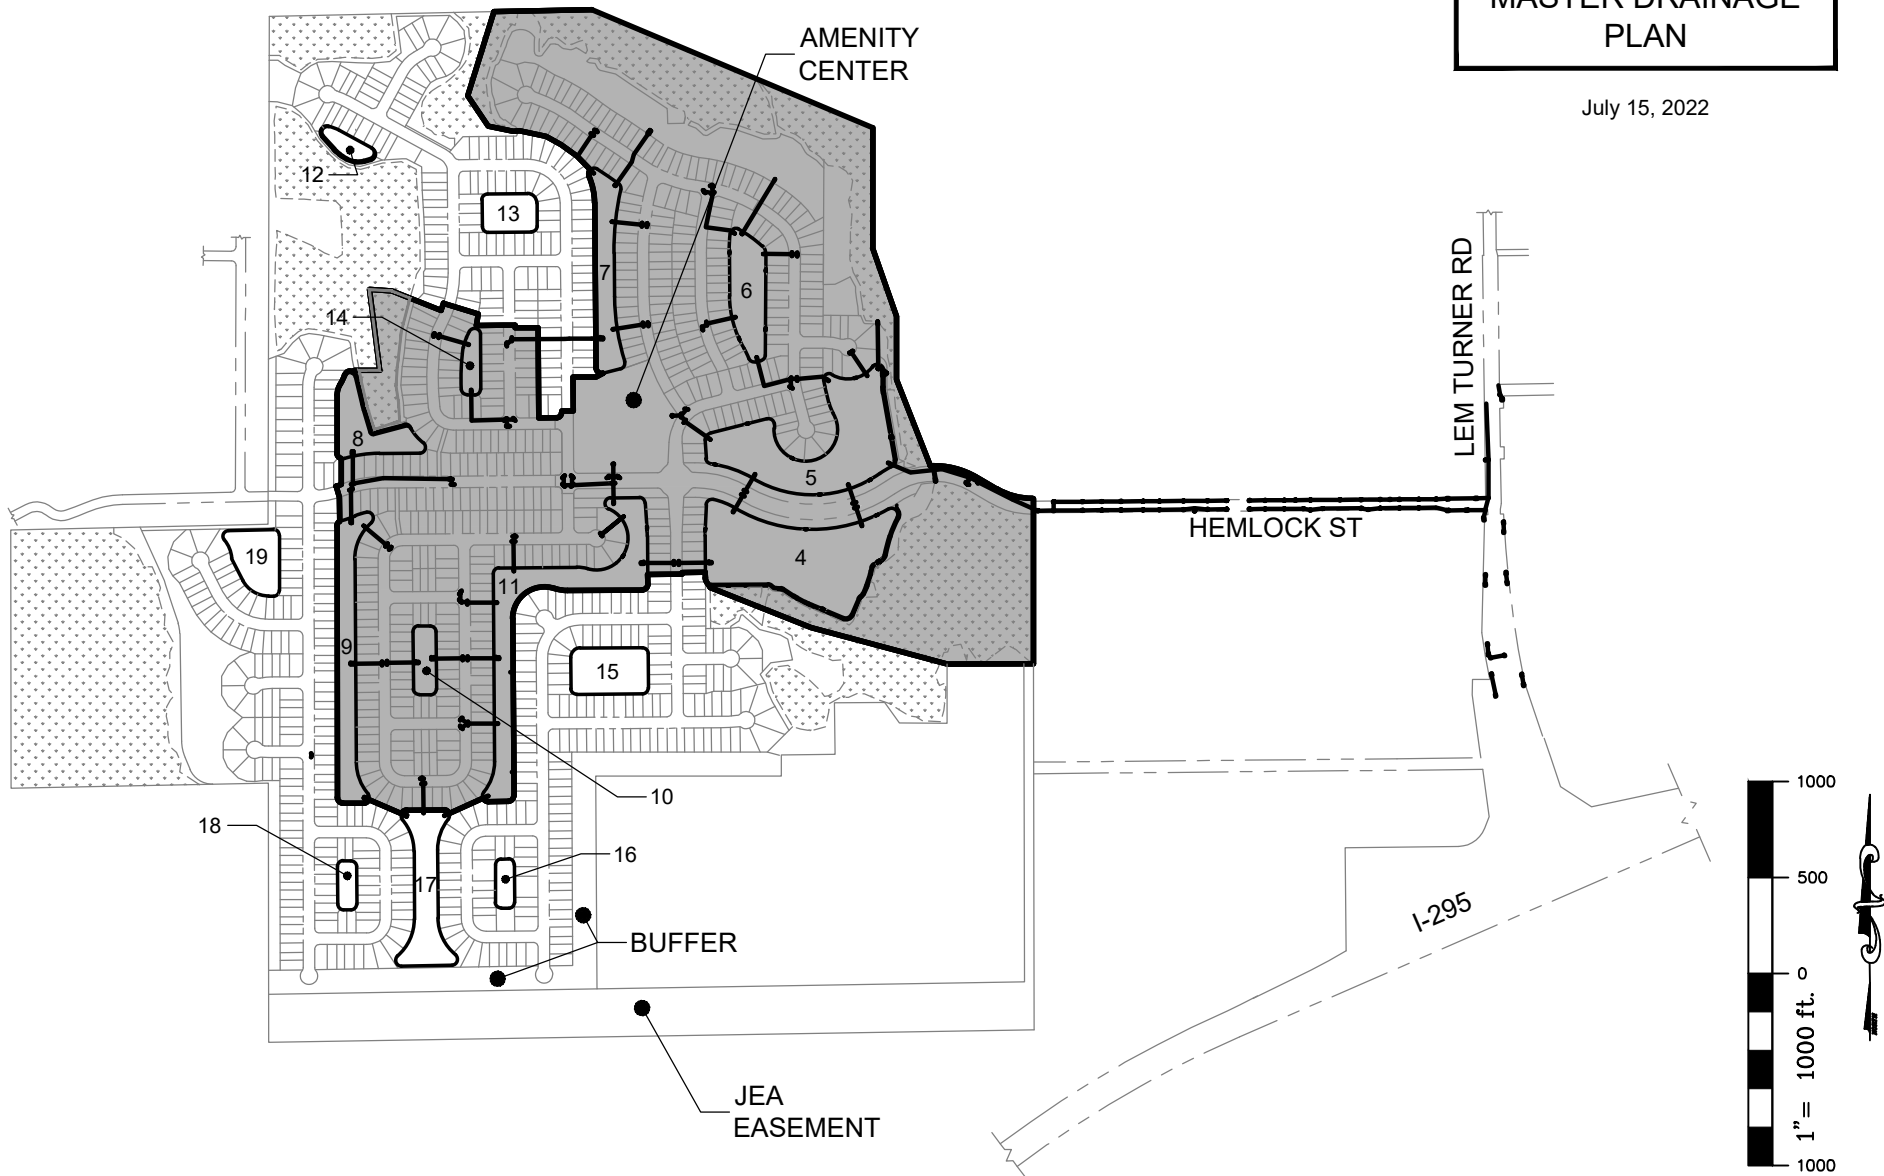 MASTER DRAINAGE
PLAN
July 15, 2022
AMENITY
CENTER
12
13
7
6
14
8
5
4
19
11
9
15
10
18
16
17
BUFFER
JEA
EASEMENT
LEM TURNER RD
HEMLOCK ST
I-295
1000
500
0
1"= 1000 ft.
1000